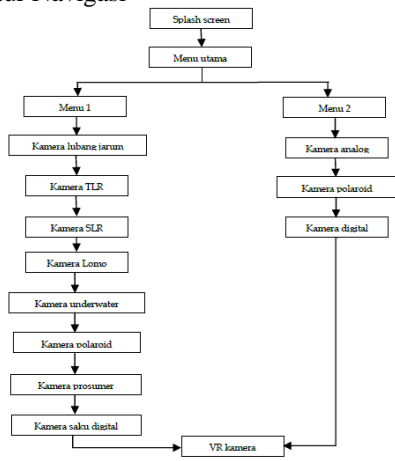 Navigasi
Splash screen
Menu utama
Menu 1
Menu 2
Kamera lubang jarum
Kamera analog
Kamera TLR
Kamera polaroid
Kamera SLR
Kamera digital
Kamera Lomo
Kamera underwater
Kamera polaroid
Kamera prosumer
Kamera saku digital
VR kamera